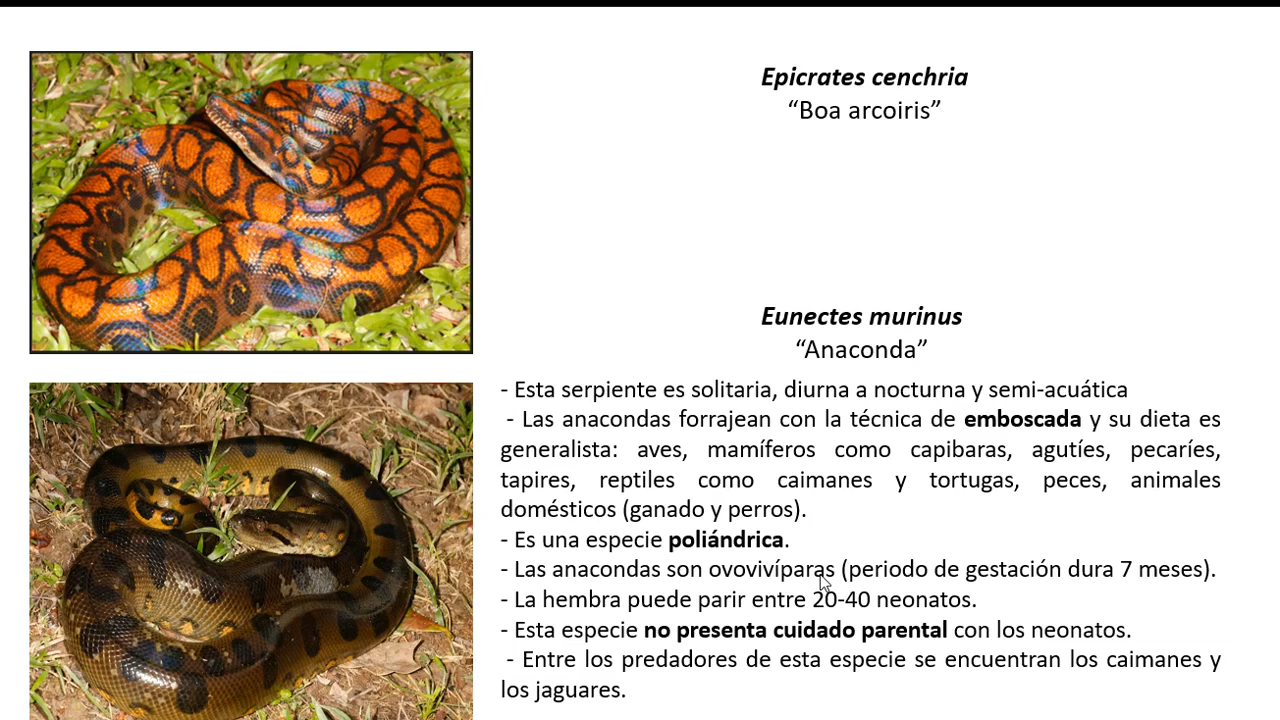 Epicrates cenchria
“Boa arcoiris”
Eunectes murinus
“Anaconda”
- Esta serpiente es solitaria, diurna a nocturna y semi-acuática
- Las anacondas forrajean con la técnica de emboscada y su dieta es
generalista: aves, mamíferos como capibaras, agutíes, pecaríes,
tapires, reptiles como caimanes y tortugas, peces, animales
domésticos (ganado y perros).
- Es una especie poliándrica.
- Las anacondas son ovovivíparas (periodo de gestación dura 7 meses).
- La hembra puede parir entre 20-40 neonatos.
- Esta especie no presenta cuidado parental con los neonatos.
- Entre los predadores de esta especie se encuentran los caimanes y
los jaguares.